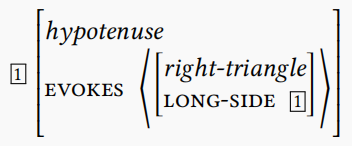 hypotenuse
right-triangle
1 EVOKES LONG-SIDE 1